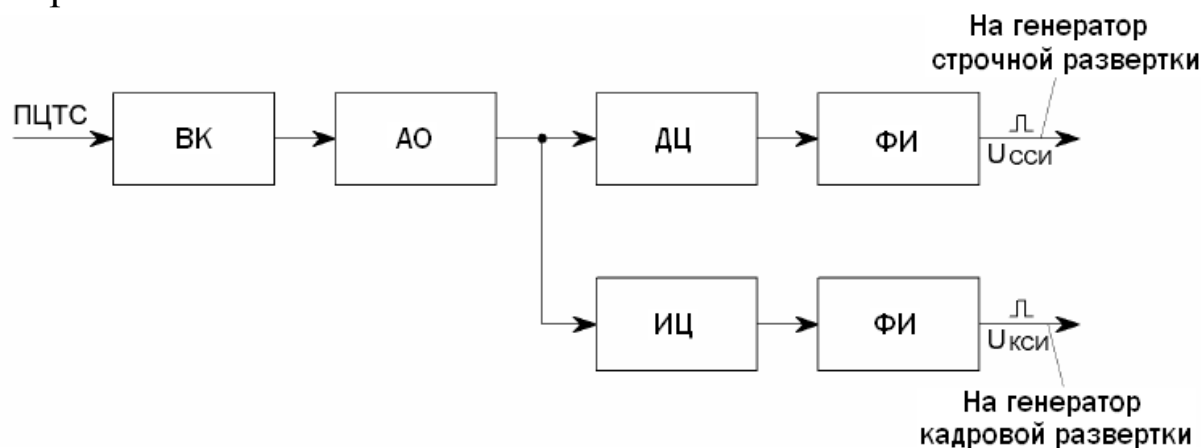 На генератор
строчной развертки
ПЦТС
ВК
АО
ДЦ
ФИ
Uсси
ИЦ
ФИ
Uкси
На генератор
кадровой развертки